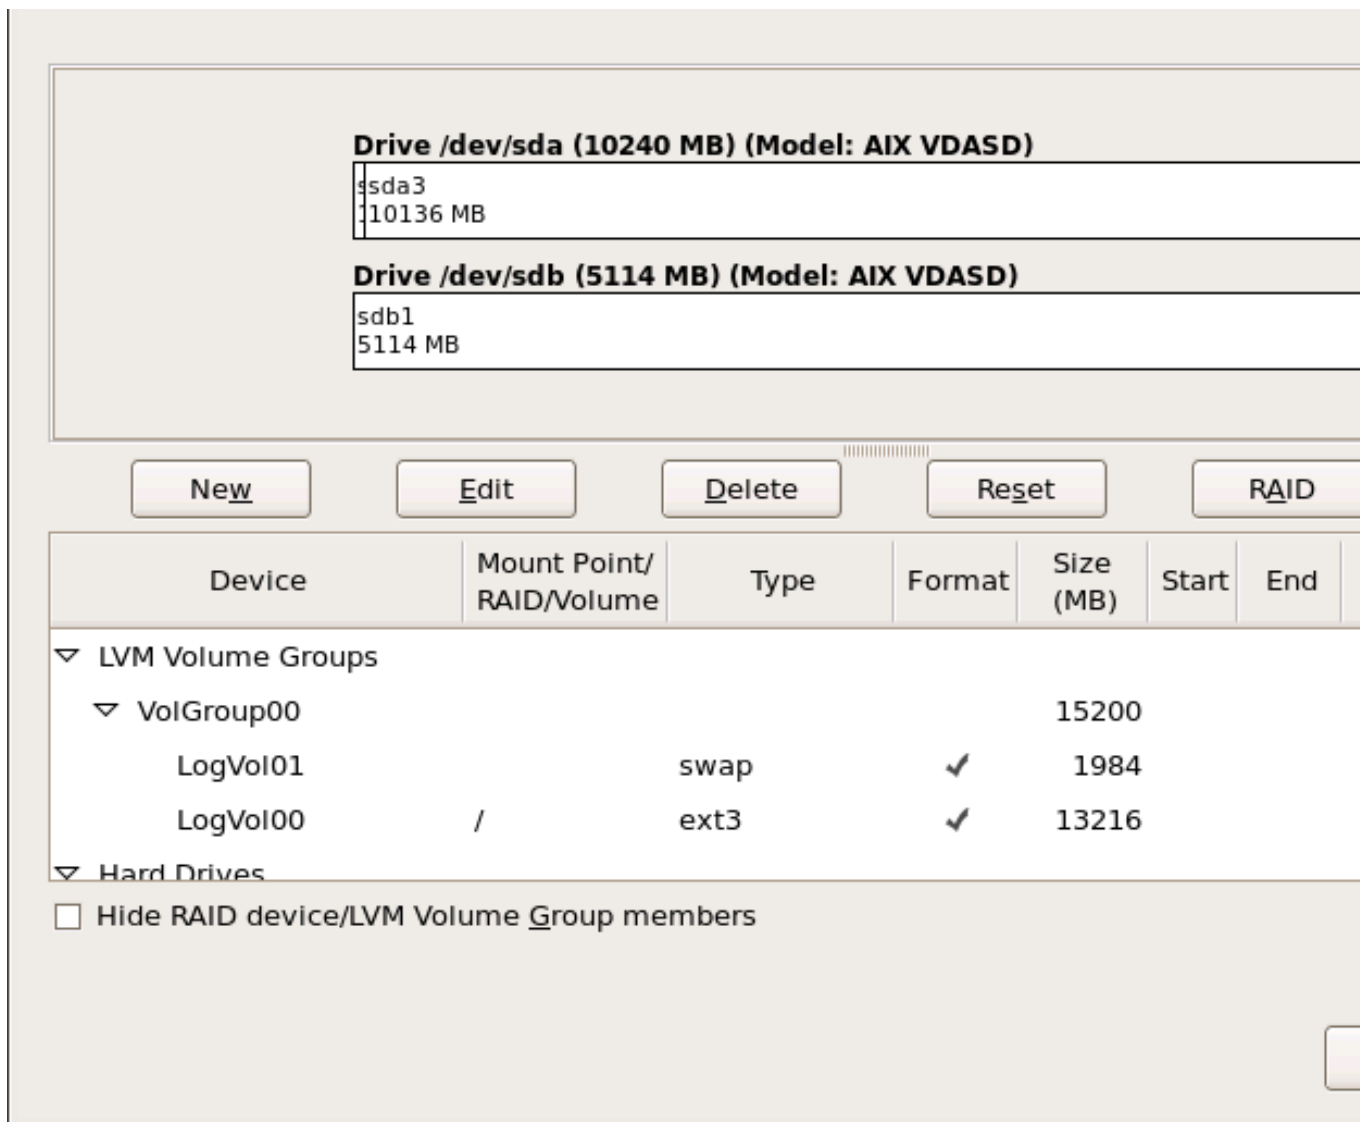 Drive /dev/sda (10240 MB) (Model: AIX VDASD)
sda3
10136 MB
Drive /dev/sdb (5114 MB) (Model: AIX VDASD)
sdb1
5114 MB
New Edit Delete Reset RAID
Device Mount Point/ RAID/Volume Type Format Size (MB) Start End
LVM Volume Groups
VolGroup00 15200
LogVol01 swap 1984
LogVol00 / ext3 13216
Hard Drives
Hide RAID device/LVM Volume Group members